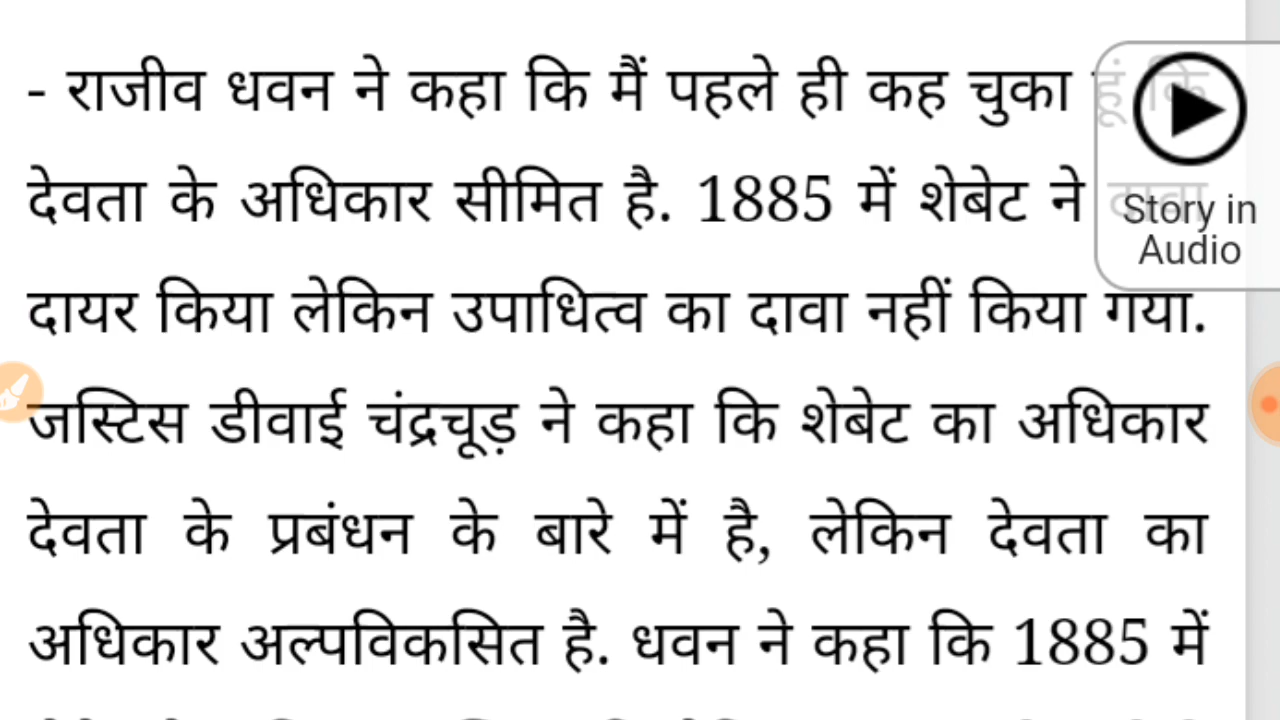 - राजीव धवन ने कहा कि मैं पहले ही कह चुका हूं कि
देवता के अधिकार सीमित है. 1885 में शेबेट ने दावा
Story in
Audio
दायर किया लेकिन उपाधित्व का दावा नहीं किया गया.
जस्टिस डीवाई चंद्रचूड़ ने कहा कि शेबेट का अधिकार
देवता के प्रबंधन के बारे में है, लेकिन देवता का
अधिकार अल्पविकसित है. धवन ने कहा कि 1885 में